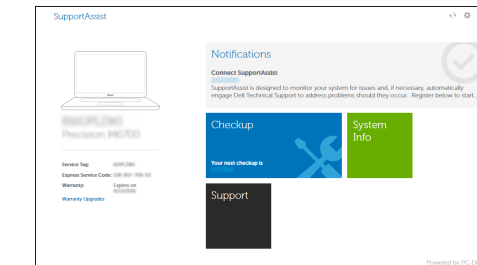 SupportAssist
Notifications
Connect SupportAssist
SupportAssist is designed to monitor your system for issues and, if necessary, automatically
engage Dell Technical Support to address problems should they occur. Register below to start...
Precision M6700
Checkup
Your next checkup is
System
Info
Service Tag:
Express Service Code:
Warranty: Expires on
Warranty Upgrades
Support
Powered by PC-D